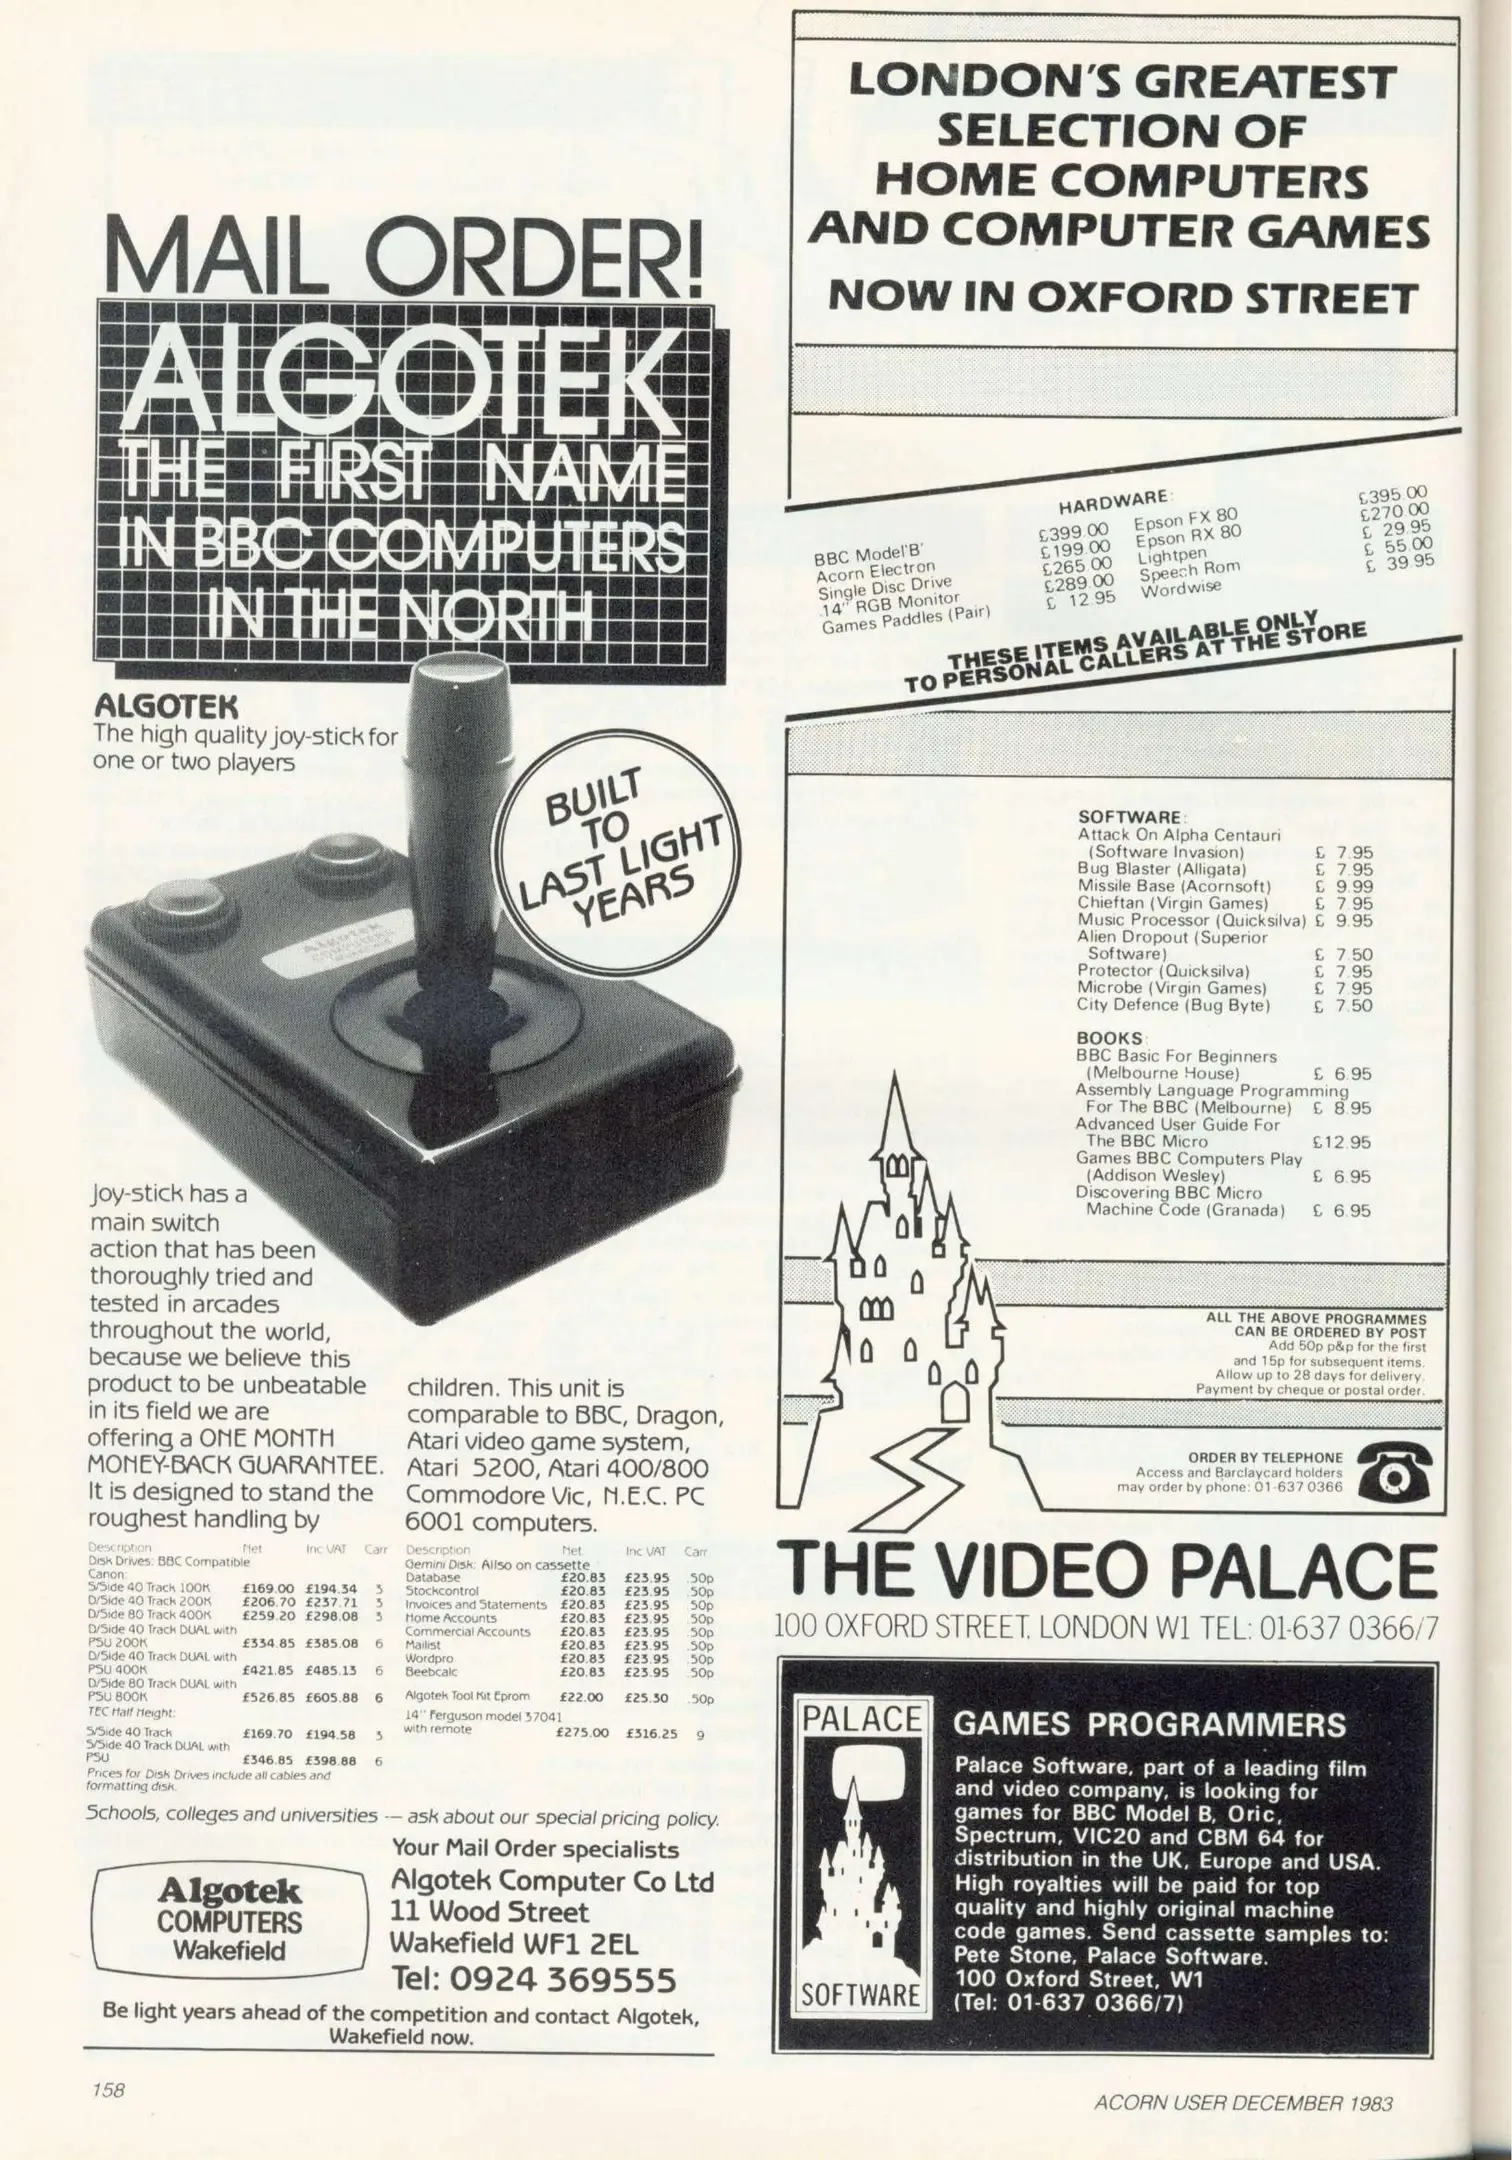 MAIL ORDER!
ALGOTEK
THE FIRST NAME
IN BBC COMPUTERS
IN THE NORTH
ALGOTEK
The high quality joy-stick for
one or two players
BUILT
TO
LAST LIGHT
YEARS
Algotek
COMPUTERS
Joy-stick has a
main switch
action that has been
thoroughly tried and
tested in arcades
throughout the world,
because we believe this
product to be unbeatable
in its field we are
offering a ONE MONTH
MONEY-BACK GUARANTEE.
It is designed to stand the
roughest handling by
children. This unit is
comparable to BBC, Dragon,
Atari video game system,
Atari 5200, Atari 400/800
Commodore Vic, N.E.C. PC
6001 computers.
Description Net Inc VAT Carr
Disk Drives: BBC Compatible
Canon:
S/Side 40 Track 100K £169.00 £194.34 3
D/Side 40 Track 200K £206.70 £237.71 3
D/Side 80 Track 400K £259.20 £298.08 3
D/Side 40 Track DUAL with
PSU 200K £334.85 £385.08 6
D/Side 40 Track DUAL with
PSU 400K £421.85 £485.13 6
D/Side 80 Track DUAL with
PSU 800K £526.85 £605.88 6
TEC Half Height:
S/Side 40 Track £169.70 £194.58 3
S/Side 40 Track DUAL with
PSU £346.85 £398.88 6
Prices for Disk Drives include all cables and
formatting disk.
Description Net Inc VAT Carr
Gemini Disk: Allso on cassette
Database £20.83 £23.95 .50p
Stockcontrol £20.83 £23.95 .50p
Invoices and Statements £20.83 £23.95 .50p
Home Accounts £20.83 £23.95 .50p
Commercial Accounts £20.83 £23.95 .50p
Mailist £20.83 £23.95 .50p
Wordpro £20.83 £23.95 .50p
Beebcalc £20.83 £23.95 .50p
Algotek Tool Kit Eprom £22.00 £25.30 .50p
14" Ferguson model 37041
with remote £275.00 £316.25 9
Schools, colleges and universities — ask about our special pricing policy.
Algotek
COMPUTERS
Wakefield
Your Mail Order specialists
Algotek Computer Co Ltd
11 Wood Street
Wakefield WF1 2EL
Tel: 0924 369555
Be light years ahead of the competition and contact Algotek,
Wakefield now.
158
LONDON'S GREATEST
SELECTION OF
HOME COMPUTERS
AND COMPUTER GAMES
NOW IN OXFORD STREET
HARDWARE:
BBC Model 'B' £399.00
Acorn Electron £199.00
Single Disc Drive £265.00
14" RGB Monitor £289.00
Games Paddles (Pair) £ 12.95
Epson FX 80 £395.00
Epson RX 80 £270.00
Lightpen £ 29.95
Speech Rom £ 55.00
Wordwise £ 39.95
THESE ITEMS AVAILABLE ONLY
TO PERSONAL CALLERS AT THE STORE
SOFTWARE:
Attack On Alpha Centauri
(Software Invasion) £ 7.95
Bug Blaster (Alligata) £ 7.95
Missile Base (Acornsoft) £ 9.99
Chieftan (Virgin Games) £ 7.95
Music Processor (Quicksilva) £ 9.95
Alien Dropout (Superior
Software) £ 7.50
Protector (Quicksilva) £ 7.95
Microbe (Virgin Games) £ 7.95
City Defence (Bug Byte) £ 7.50
BOOKS:
BBC Basic For Beginners
(Melbourne House) £ 6.95
Assembly Language Programming
For The BBC (Melbourne) £ 8.95
Advanced User Guide For
The BBC Micro £12.95
Games BBC Computers Play
(Addison Wesley) £ 6.95
Discovering BBC Micro
Machine Code (Granada) £ 6.95
ALL THE ABOVE PROGRAMMES
CAN BE ORDERED BY POST
Add 50p p&p for the first
and 15p for subsequent items.
Allow up to 28 days for delivery.
Payment by cheque or postal order.
ORDER BY TELEPHONE
Access and Barclaycard holders
may order by phone: 01-637 0366
THE VIDEO PALACE
100 OXFORD STREET, LONDON W1 TEL: 01-637 0366/7
PALACE
SOFTWARE
GAMES PROGRAMMERS
Palace Software, part of a leading film
and video company, is looking for
games for BBC Model B, Oric,
Spectrum, VIC20 and CBM 64 for
distribution in the UK, Europe and USA.
High royalties will be paid for top
quality and highly original machine
code games. Send cassette samples to:
Pete Stone, Palace Software.
100 Oxford Street, W1
(Tel: 01-637 0366/7)
ACORN USER DECEMBER 1983